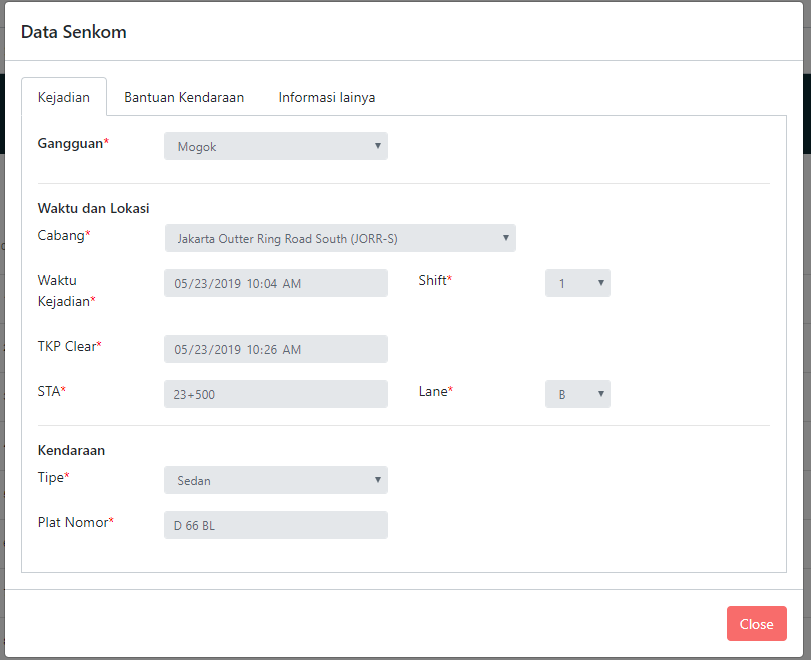 Data Senkom
Kejadian Bantuan Kendaraan Informasi lainya
Gangguan* Mogok
Waktu dan Lokasi
Cabang* Jakarta Outter Ring Road South (JORR-S)
Waktu Kejadian* 05/23/2019 10:04 AM Shift* 1
TKP Clear* 05/23/2019 10:26 AM
STA* 23+500 Lane* B
Kendaraan
Tipe* Sedan
Plat Nomor* D 66 BL
Close